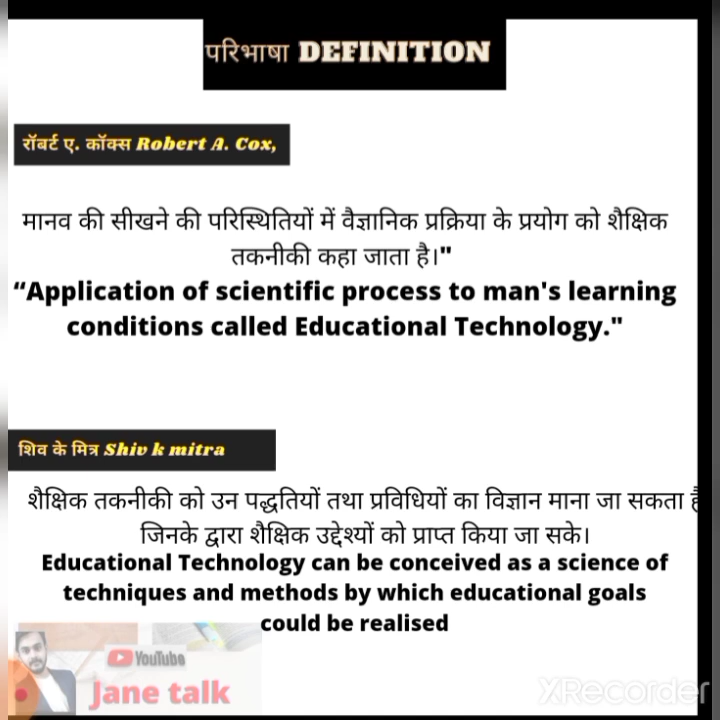 परिभाषा DEFINITION
रॉबर्ट ए. कॉक्स Robert A. Cox,
मानव की सीखने की परिस्थितियों में वैज्ञानिक प्रक्रिया के प्रयोग को शैक्षिक
तकनीकी कहा जाता है।"
“Application of scientific process to man's learning
conditions called Educational Technology."
शिव के मित्र Shiv k mitra
शैक्षिक तकनीकी को उन पद्धतियों तथा प्रविधियों का विज्ञान माना जा सकता है
जिनके द्वारा शैक्षिक उद्देश्यों को प्राप्त किया जा सके।
Educational Technology can be conceived as a science of
techniques and methods by which educational goals
could be realised
YouTube
Jane talk
XRecorder